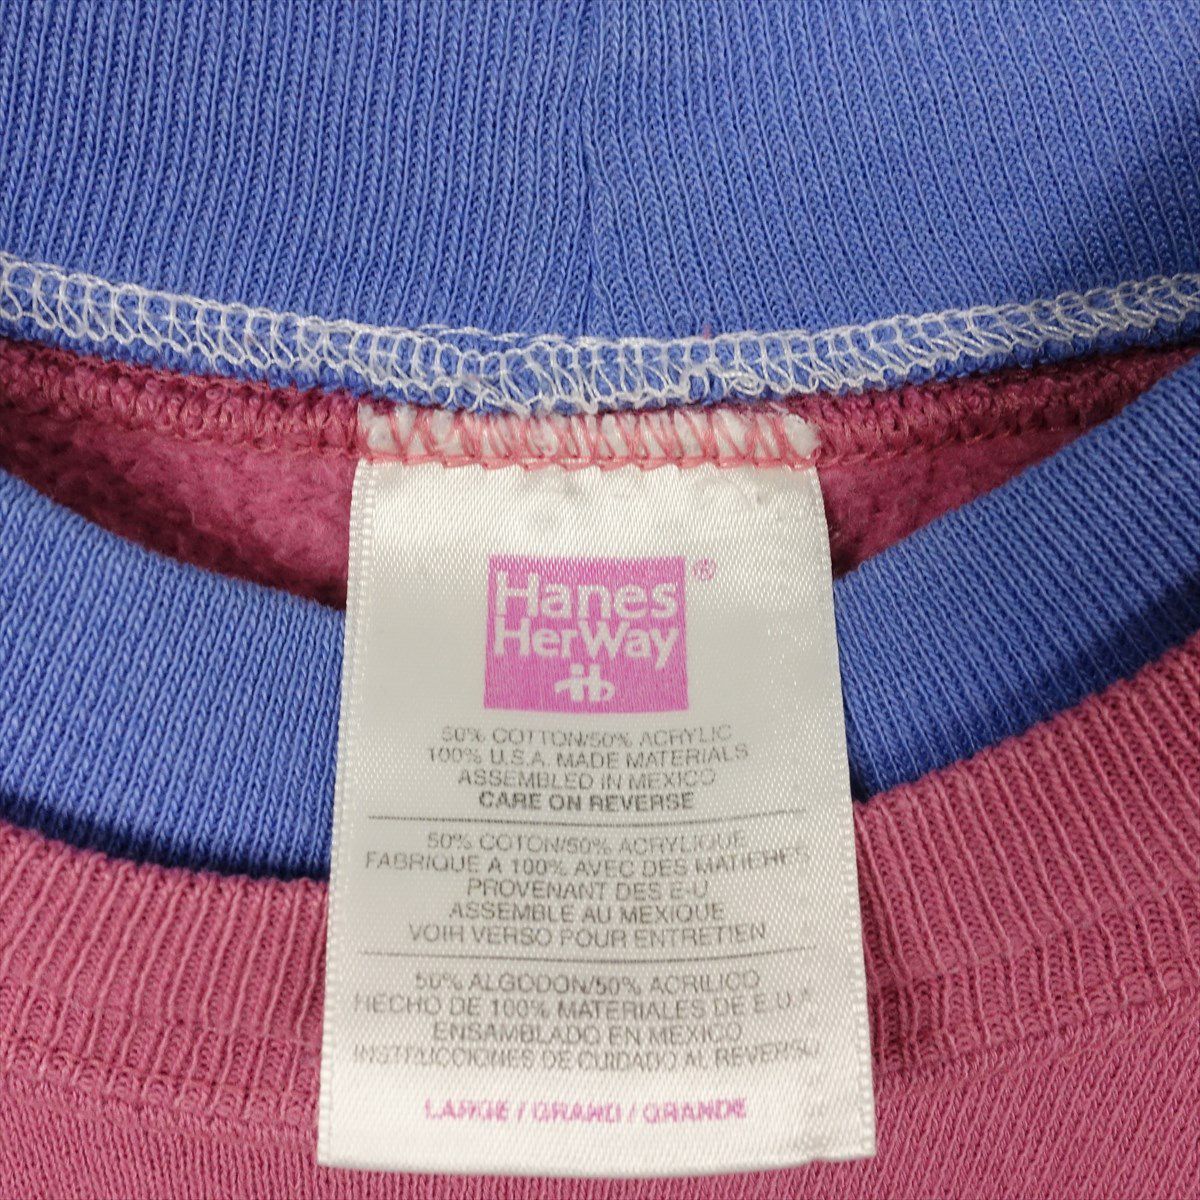 Hanes
HerWay
®
50% COTTON/50% ACRYLIC
100% U.S.A. MADE MATERIALS
ASSEMBLED IN MEXICO
CARE ON REVERSE
50% COTON/50% ACRYLIQUE
FABRIQUE A 100% AVEC DES MATIERES
PROVENANT DES E-U
ASSEMBLE AU MEXIQUE
VOIR VERSO POUR ENTRETIEN
50% ALGODON/50% ACRILICO
HECHO DE 100% MATERIALES DE E.U.A
ENSAMBLADO EN MEXICO
INSTRUCCIONES DE CUIDADO AL REVERSO
LARGE / GRAND / GRANDE